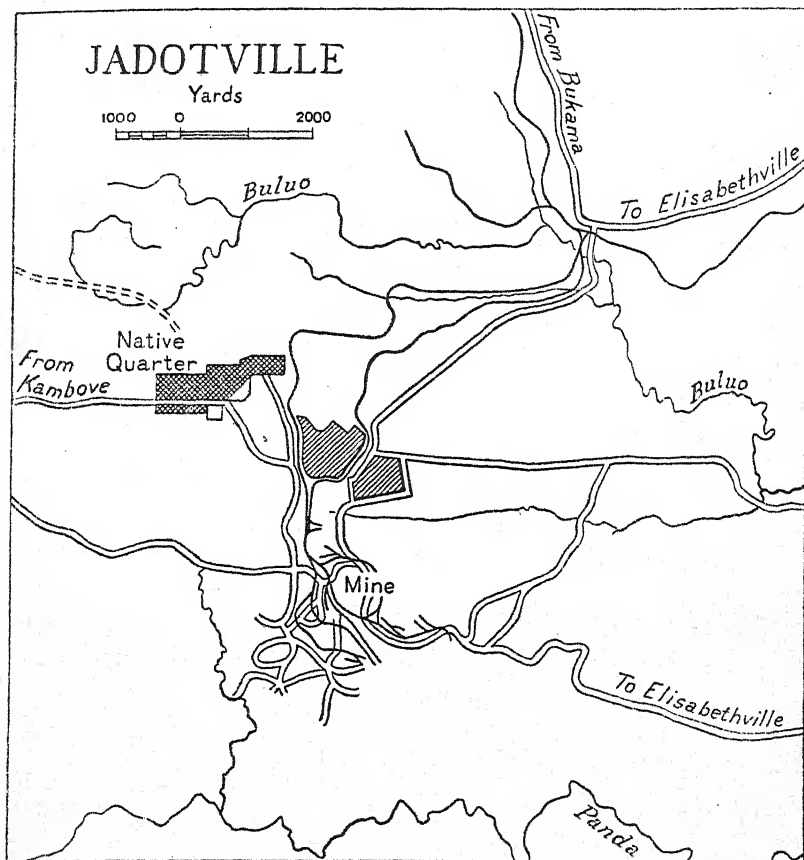 JADOTVILLE
Yards
1000 0 2000
From Bukama
To Elisabethville
Buluo
Native
Quarter
From
Kambove
Buluo
Mine
To Elisabethville
Panda